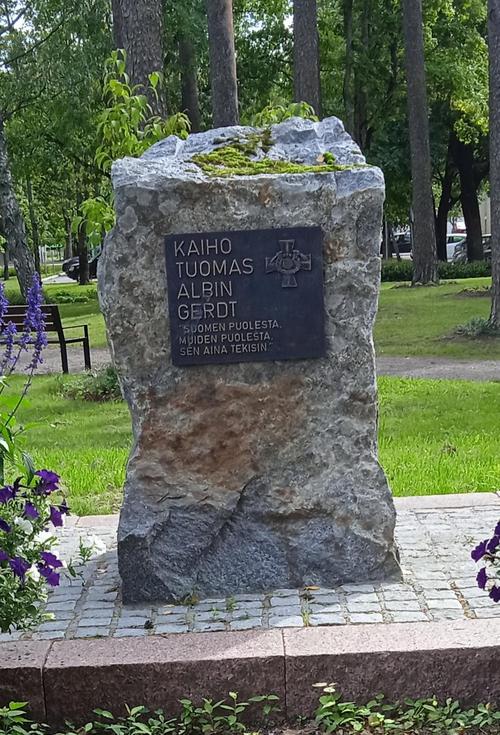 KAIHO
TUOMAS
ALBIN
GERDT
"SUOMEN PUOLESTA,
MUIDEN PUOLESTA,
SEN AINA TEKISIN"